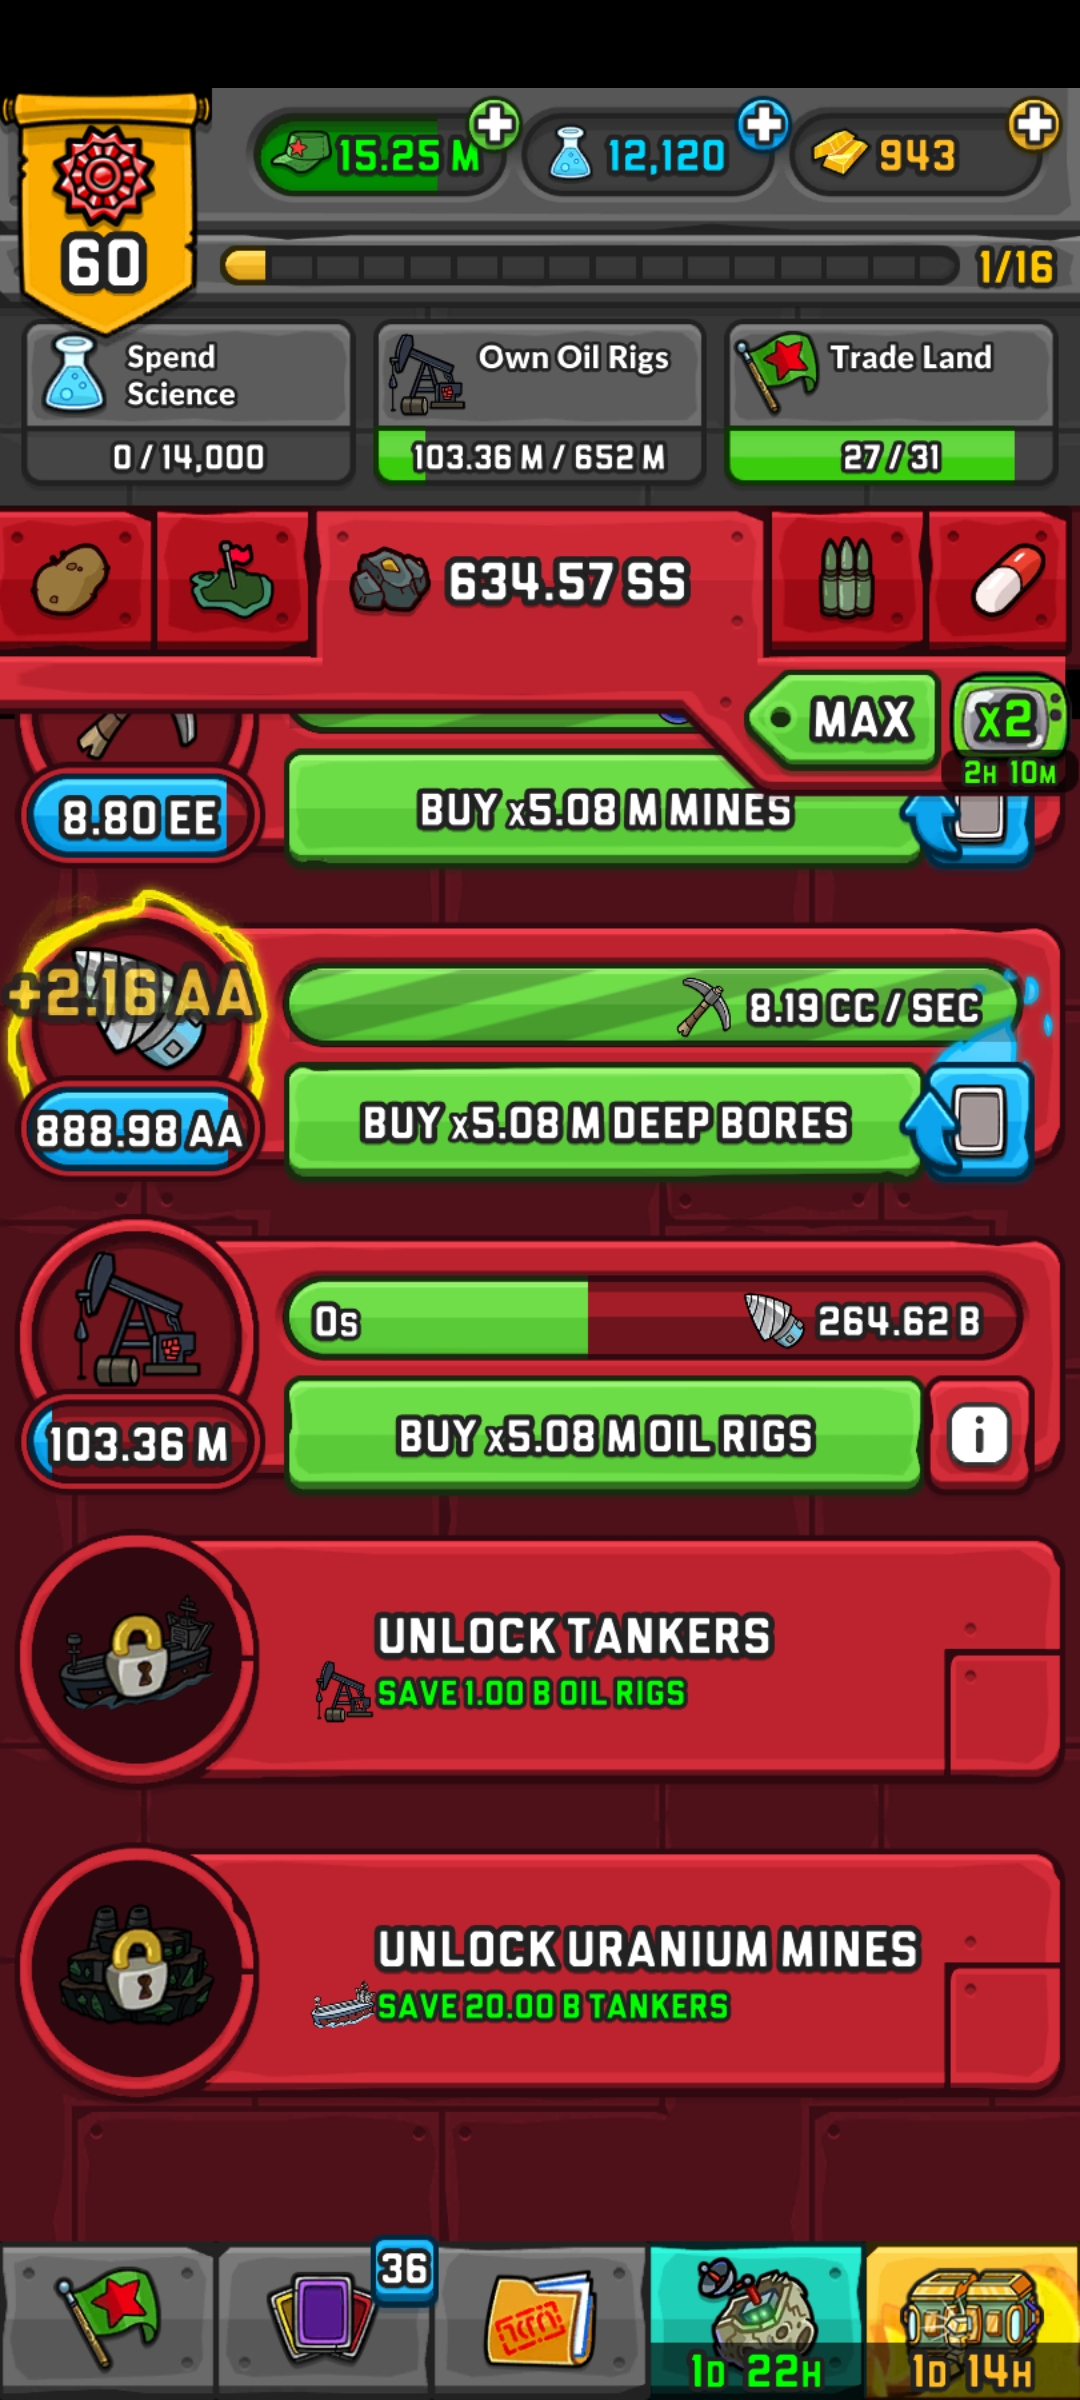 15.25 M
12,120
943
60
1/16
Spend
Science
Own Oil Rigs
Trade Land
0 / 14,000
103.36 M / 652 M
27 / 31
634.57 SS
MAX
x2
2H 10M
8.80 EE
BUY x5.08 M MINES
+2.16 AA
8.19 CC / SEC
888.98 AA
BUY x5.08 M DEEP BORES
0s
264.62 B
103.36 M
BUY x5.08 M OIL RIGS
i
UNLOCK TANKERS
SAVE 1.00 B OIL RIGS
UNLOCK URANIUM MINES
SAVE 20.00 B TANKERS
36
1D 22H
1D 14H